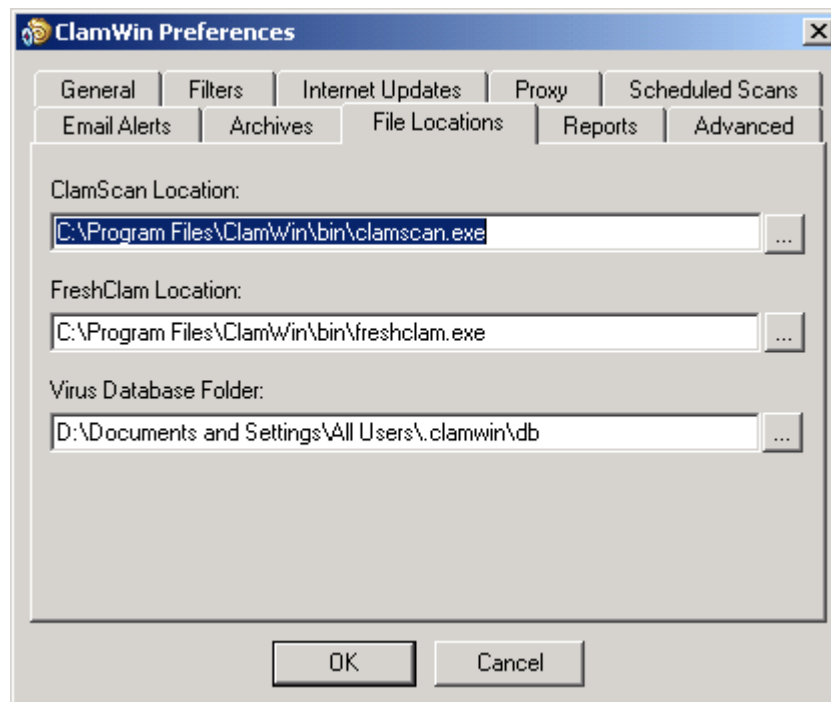 ClamWin Preferences
General Filters Internet Updates Proxy Scheduled Scans
Email Alerts Archives File Locations Reports Advanced
ClamScan Location:
C:\Program Files\ClamWin\bin\clamscan.exe
...
FreshClam Location:
C:\Program Files\ClamWin\bin\freshclam.exe
...
Virus Database Folder:
D:\Documents and Settings\All Users\.clamwin\db
...
OK Cancel